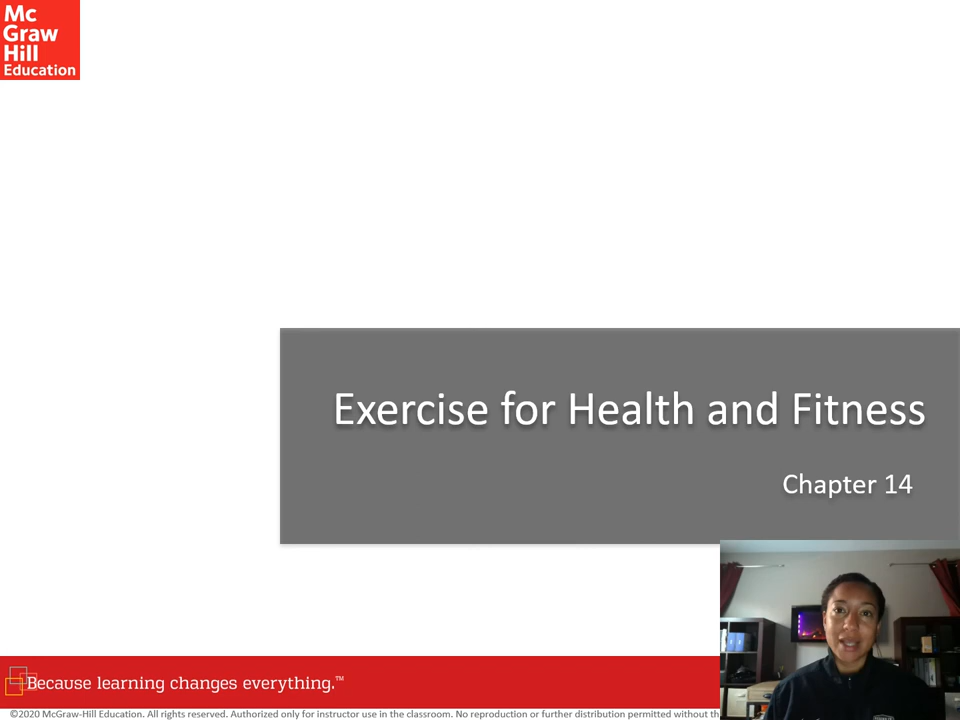 Mc
Graw
Hill
Education
Exercise for Health and Fitness
Chapter 14
Because learning changes everything.™
©2020 McGraw-Hill Education. All rights reserved. Authorized only for instructor use in the classroom. No reproduction or further distribution permitted without th